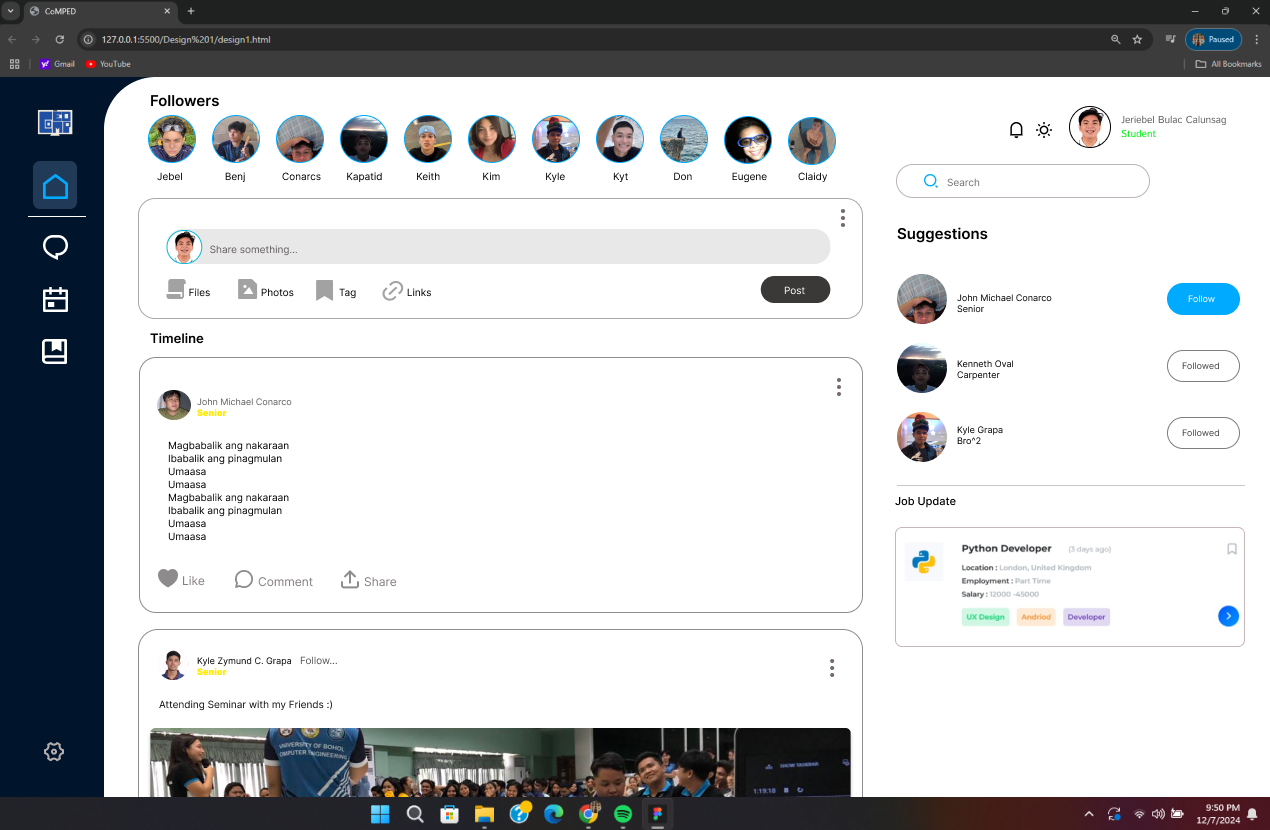 CoMPED
127.0.0.1:5500/Design%201/design1.html
Paused
Gmail
YouTube
All Bookmarks
Followers
Jebel
Benj
Conarcs
Kapatid
Keith
Kim
Kyle
Kyt
Don
Eugene
Claidy
Jeriebel Bulac Calunsag
Student
Search
Share something...
Files
Photos
Tag
Links
Post
Suggestions
John Michael Conarco
Senior
Follow
Kenneth Oval
Carpenter
Followed
Kyle Grapa
Bro^2
Followed
Timeline
John Michael Conarco
Senior
Magbabalik ang nakaraan
Ibabalik ang pinagmulan
Umaasa
Umaasa
Magbabalik ang nakaraan
Ibabalik ang pinagmulan
Umaasa
Umaasa
Like
Comment
Share
Job Update
Python Developer (3 days ago)
Location : London, United Kingdom
Employment : Part Time
Salary : 12000 -45000
UX Design
Andriod
Developer
Kyle Zymund C. Grapa Follow...
Senior
Attending Seminar with my Friends :)
UNIVERSITY OF BOHOL
COMPUTER ENGINEERING
SHOW TASKBAR
1:19:18
9:50 PM
12/7/2024